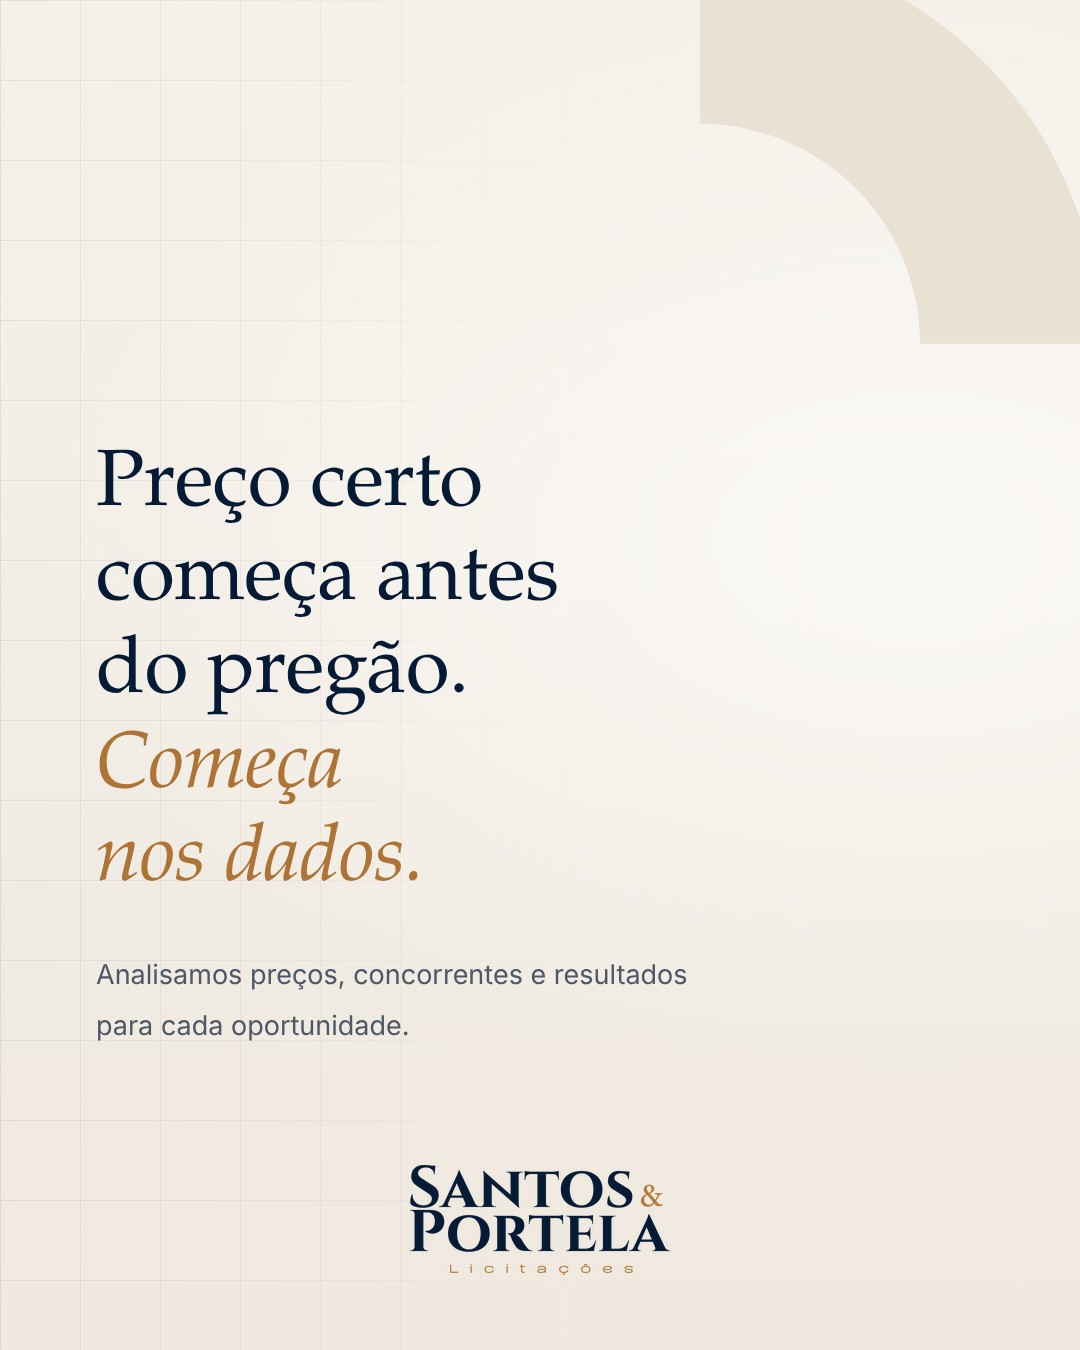 Preço certo
começa antes
do pregão.
Começa
nos dados.
Analisamos preços, concorrentes e resultados
para cada oportunidade.
SANTOS &
PORTELA
Licitações